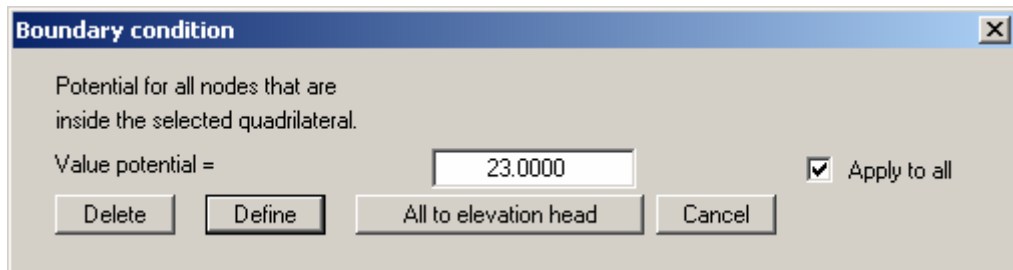 Boundary condition
Potential for all nodes that are
inside the selected quadrilateral.
Value potential = 23.0000 Apply to all
Delete Define All to elevation head Cancel